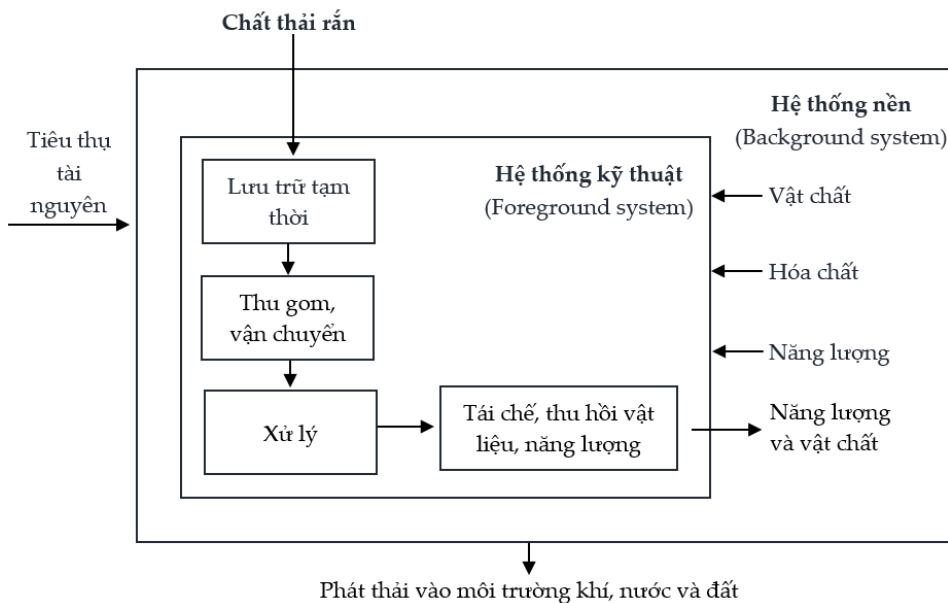 Chất thải rắn
Hệ thống nền
(Background system)
Tiêu thụ
tài
nguyên
Hệ thống kỹ thuật
(Foreground system)
Lưu trữ tạm
thời
Vật chất
Hóa chất
Thu gom,
vận chuyển
Năng lượng
Xử lý
Tái chế, thu hồi vật
liệu, năng lượng
Năng lượng
và vật chất
Phát thải vào môi trường khí, nước và đất